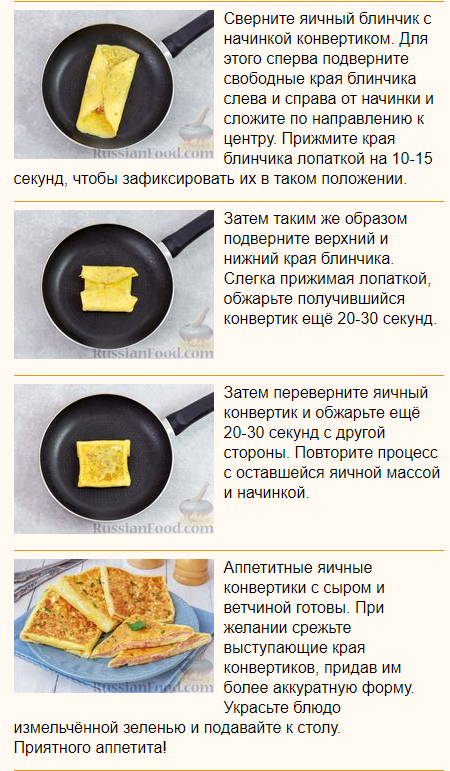 Сверните яичный блинчик с
начинкой конвертиком. Для
этого сперва подверните
свободные края блинчика
слева и справа от начинки и
сложите по направлению к
центру. Прижмите края
блинчика лопаткой на 10-15
секунд, чтобы зафиксировать их в таком положении.
RussianFood.com
Затем таким же образом
подверните верхний и
нижний края блинчика.
Слегка прижимая лопаткой,
обжарьте получившийся
конвертик ещё 20-30 секунд.
RussianFood.com
Затем переверните яичный
конвертик и обжарьте ещё
20-30 секунд с другой
стороны. Повторите процесс
с оставшейся яичной массой
и начинкой.
RussianFood.com
Аппетитные яичные
конвертики с сыром и
ветчиной готовы. При
желании срежьте
выступающие края
конвертиков, придав им
более аккуратную форму.
Украсьте блюдо
измельчённой зеленью и подавайте к столу.
Приятного аппетита!
RussianFood.com